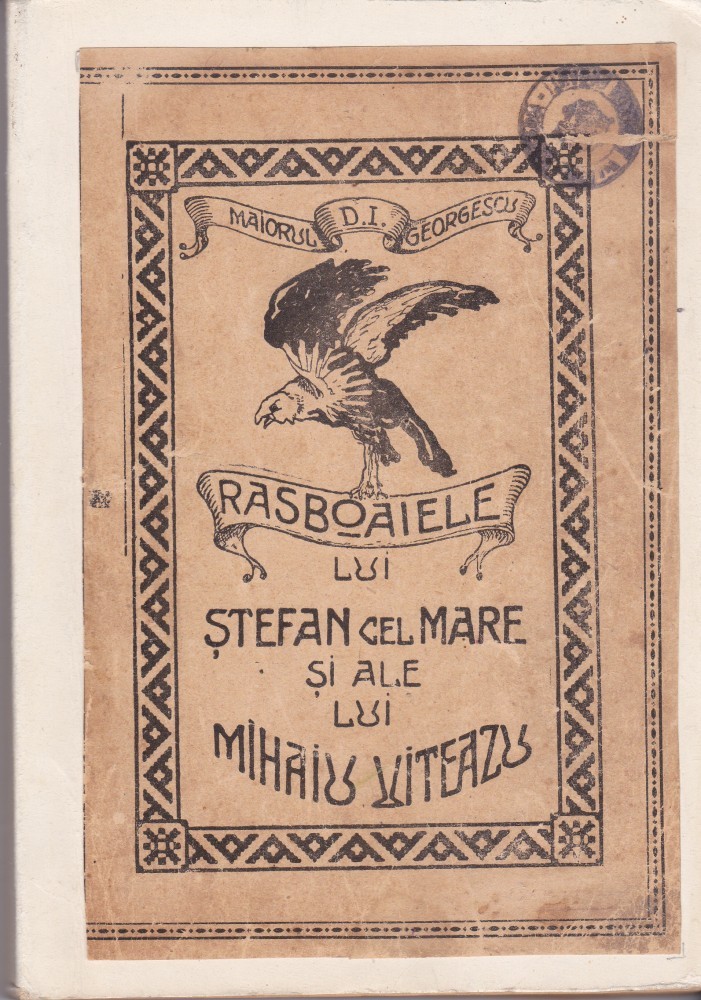 MAIORUL D.I. GEORGESCU
RASBOAIELE
LUI
ȘTEFAN CEL MARE
ȘI ALE
LUI
MIHAIU VITEAZU